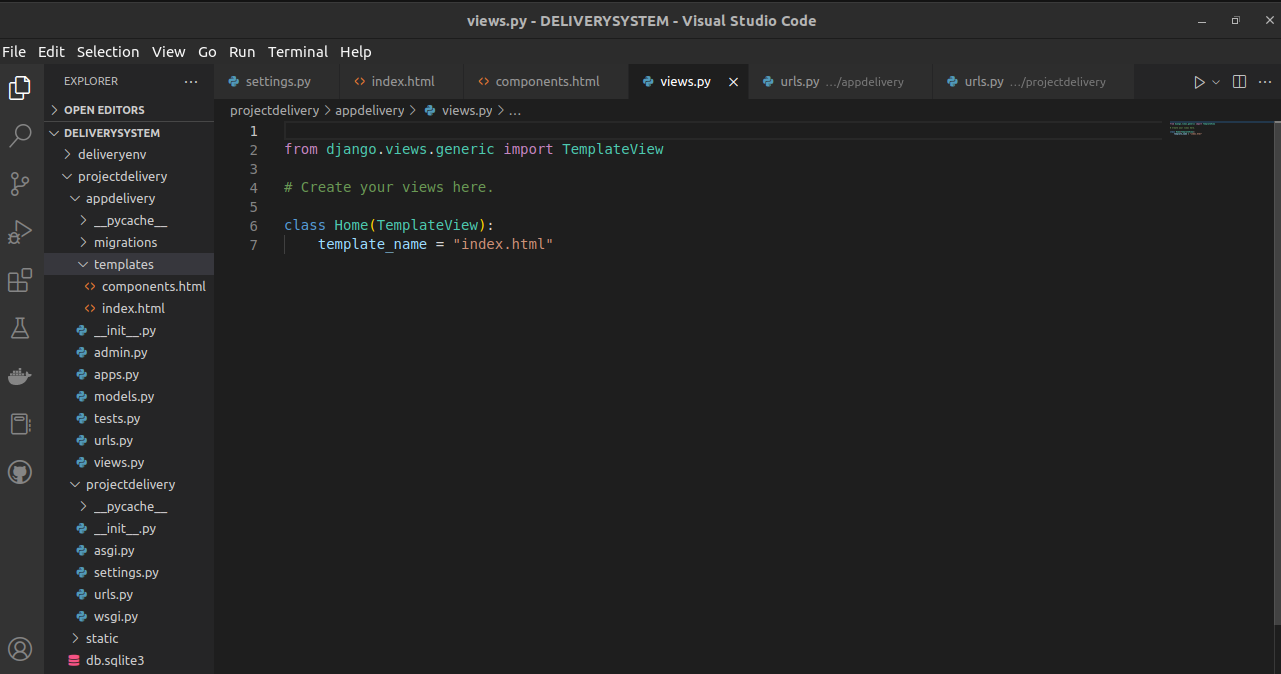 views.py - DELIVERYSYSTEM - Visual Studio Code
File Edit Selection View Go Run Terminal Help
EXPLORER
OPEN EDITORS
DELIVERYSYSTEM
deliveryenv
projectdelivery
appdelivery
__pycache__
migrations
templates
components.html
index.html
__init__.py
admin.py
apps.py
models.py
tests.py
urls.py
views.py
projectdelivery
__pycache__
__init__.py
asgi.py
settings.py
urls.py
wsgi.py
static
db.sqlite3
settings.py index.html components.html views.py urls.py .../appdelivery urls.py .../projectdelivery
projectdelivery > appdelivery > views.py > ...
1
2 from django.views.generic import TemplateView
3
4 # Create your views here.
5
6 class Home(TemplateView):
7 template_name = "index.html"